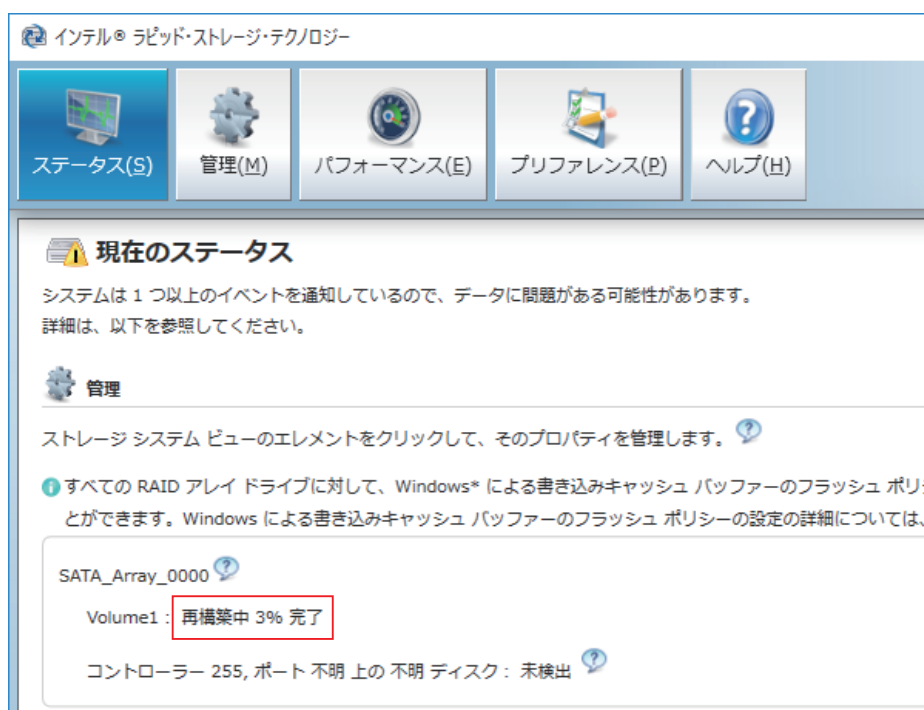 インテル® ラピッド・ストレージ・テクノロジー
ステータス(S) 管理(M) パフォーマンス(E) プリファレンス(P) ヘルプ(H)
現在のステータス
システムは 1 つ以上のイベントを通知しているので、データに問題がある可能性があります。
詳細は、以下を参照してください。
管理
ストレージ システム ビューのエレメントをクリックして、そのプロパティを管理します。
すべての RAID アレイ ドライブに対して、Windows* による書き込みキャッシュ バッファーのフラッシュ ポリ
とができます。Windows による書き込みキャッシュ バッファーのフラッシュ ポリシーの設定の詳細については、
SATA_Array_0000
Volume1 : 再構築中 3% 完了
コントローラー 255, ポート 不明 上の 不明 ディスク : 未検出